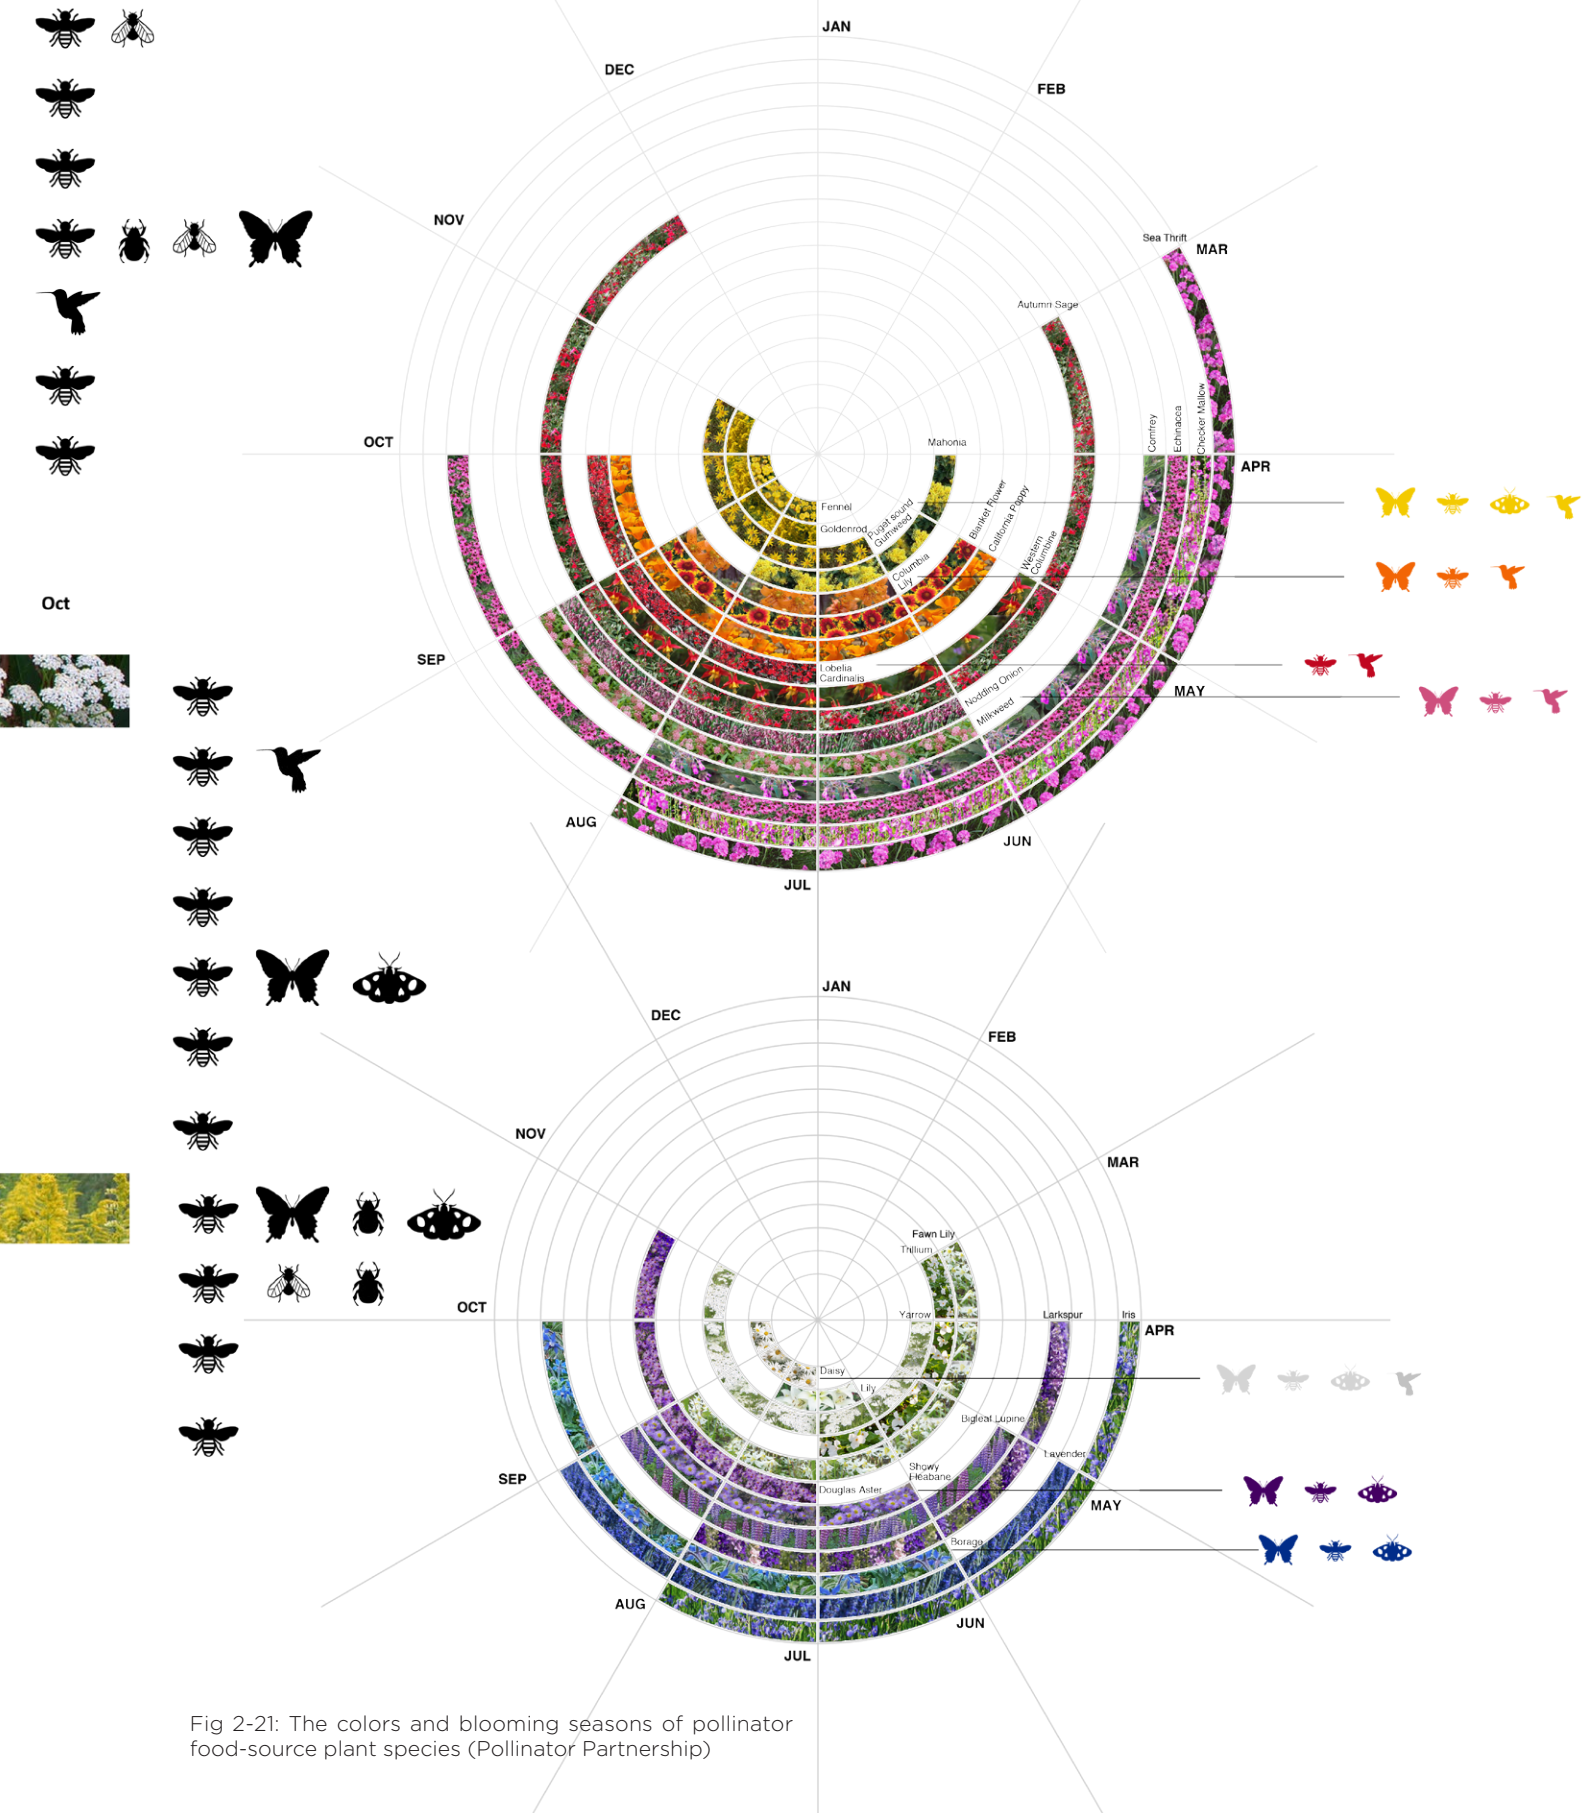 JAN
DEC
FEB
NOV
MAR
Sea Thrift
Autumn Sage
OCT
Mahonia
Comfrey
Echinacea
Checker Mallow
APR
Fennel
Goldenrod
Puget sound
Gumweed
Blanket Flower
California Poppy
Columbia
Lily
Western
Columbine
Oct
SEP
Lobelia
Cardinalis
Nodding Onion
Milkweed
MAY
AUG
JUN
JUL
JAN
DEC
FEB
NOV
MAR
Fawn Lily
Trillium
OCT
Yarrow
Larkspur
Iris
APR
Daisy
Lily
Bigleaf Lupine
Lavender
Showy
Fleabane
SEP
Douglas Aster
MAY
Borage
AUG
JUN
JUL
Fig 2-21: The colors and blooming seasons of pollinator
food-source plant species (Pollinator Partnership)